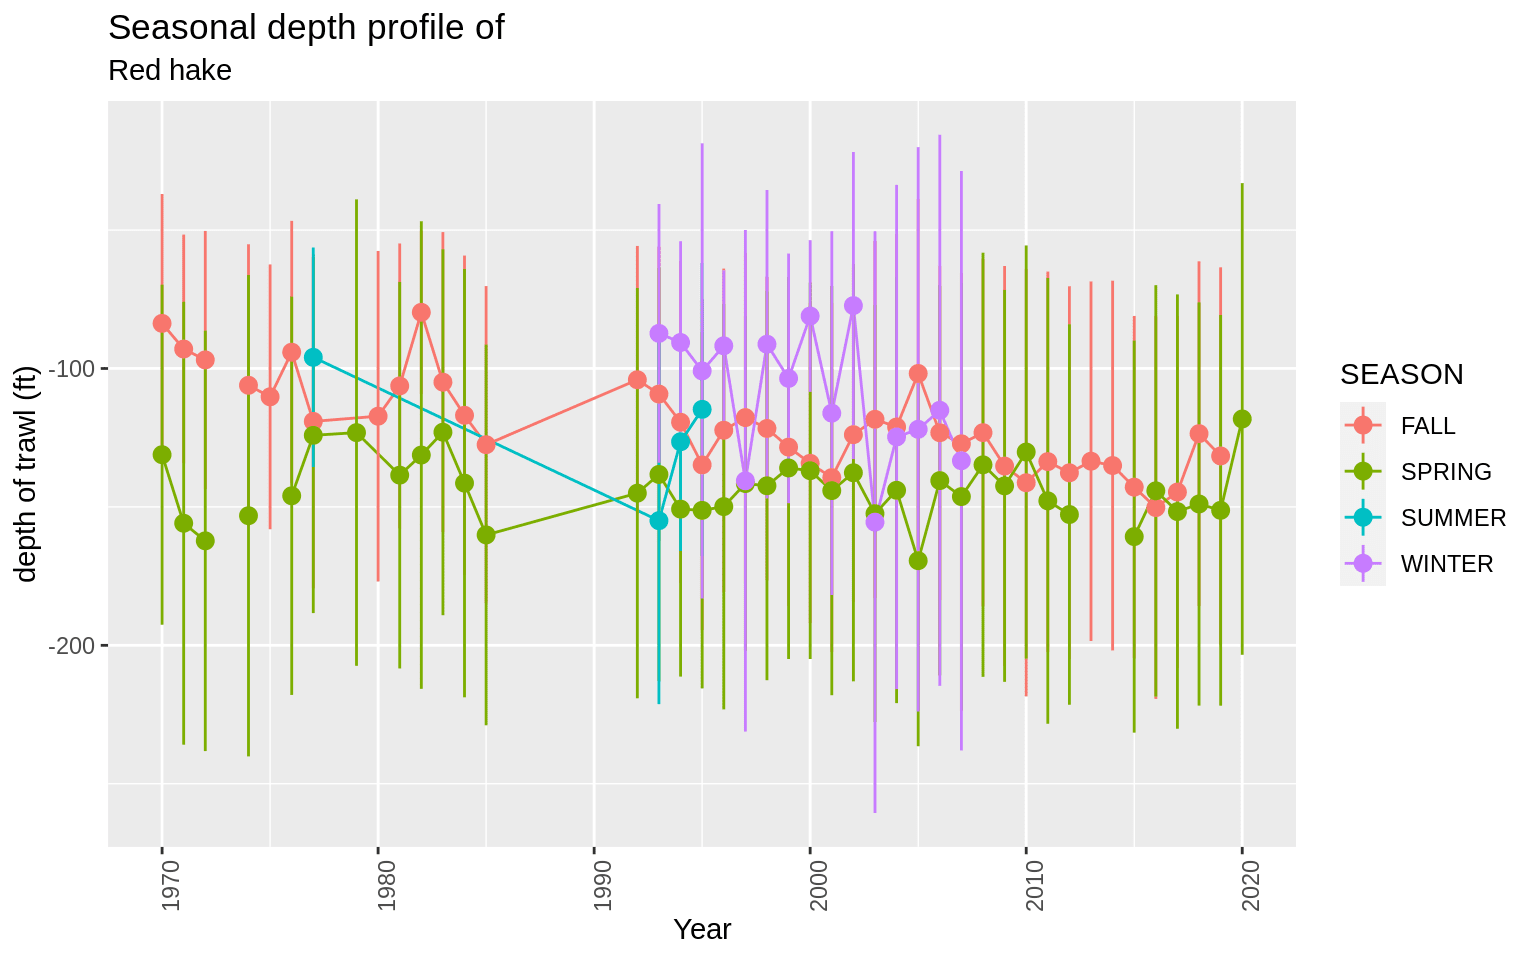 Seasonal depth profile of
Red hake
depth of trawl (ft)
-100
-200
1970
1980
1990
2000
2010
2020
Year
SEASON
FALL
SPRING
SUMMER
WINTER